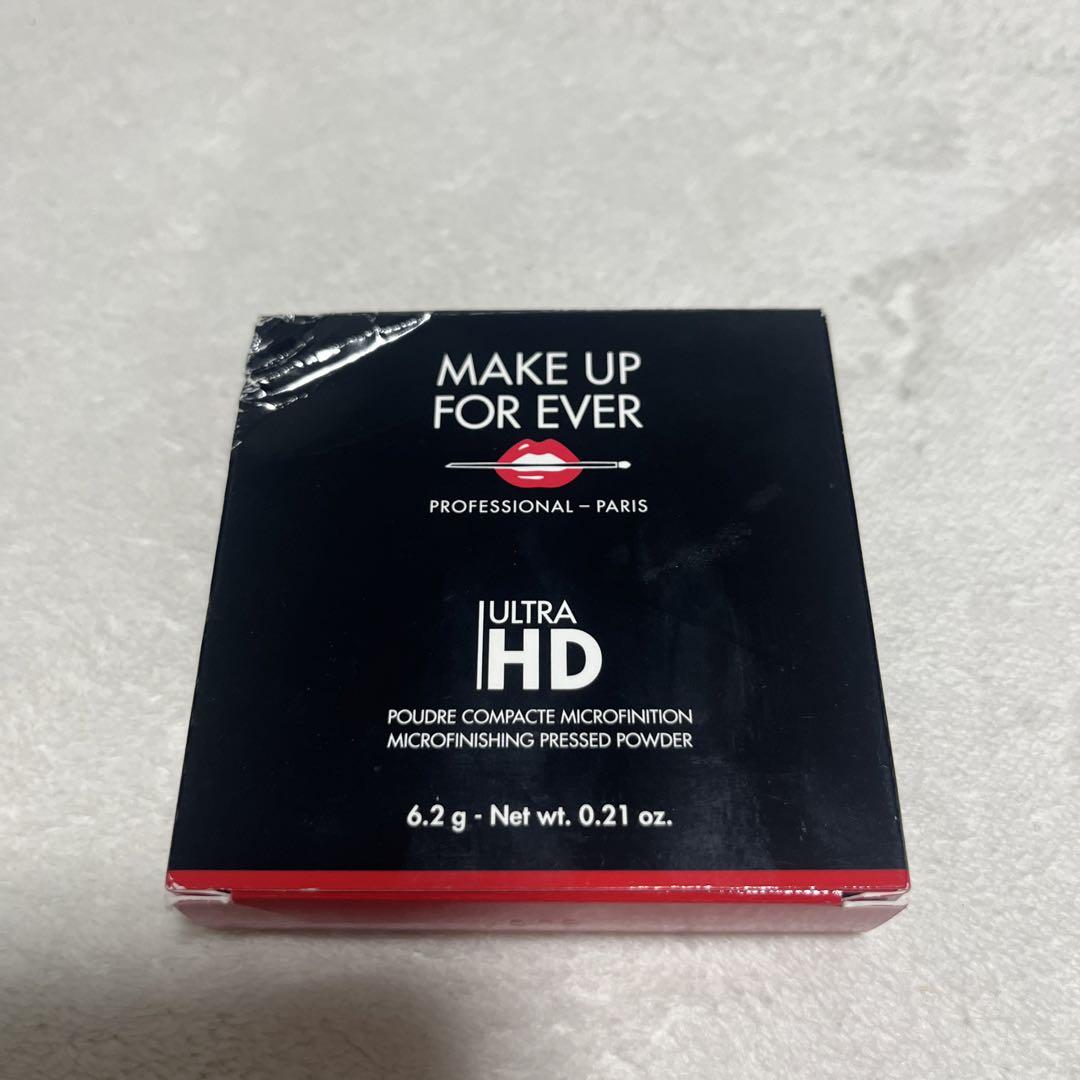 MAKE UP
FOR EVER
PROFESSIONAL – PARIS
ULTRA
HD
POUDRE COMPACTE MICROFINITION
MICROFINISHING PRESSED POWDER
6.2 g - Net wt. 0.21 oz.